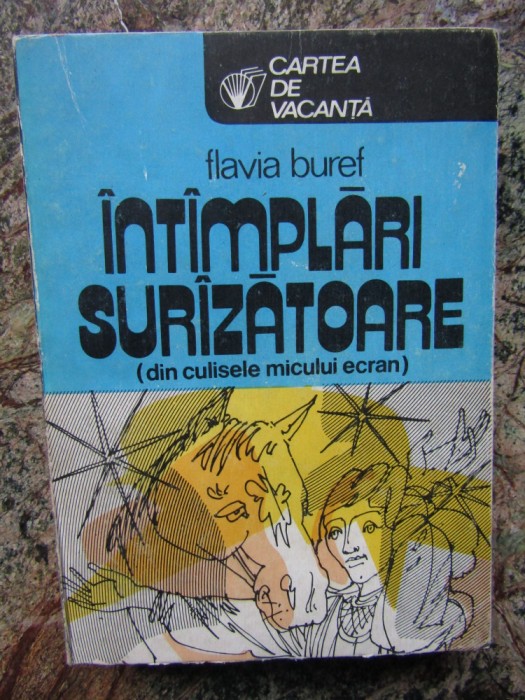 CARTEA
DE
VACANȚĂ
flavia buref
ÎNTÎMPLĂRI
SURÎZĂTOARE
(din culisele micului ecran)